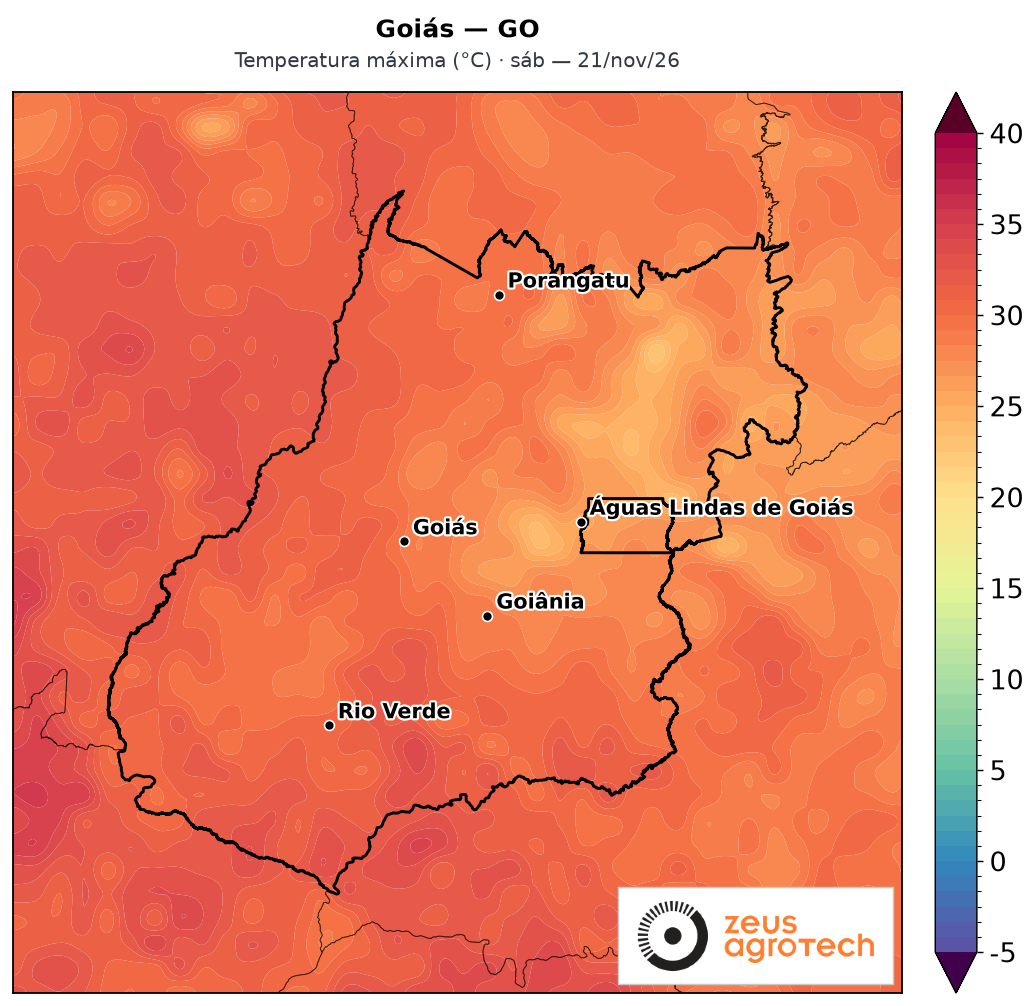 Goiás — GO
Temperatura máxima (°C) · sáb — 21/nov/26
40
35
30
25
20
15
10
5
0
-5
Porangatu
Águas Lindas de Goiás
Goiás
Goiânia
Rio Verde
zeus
agrotech